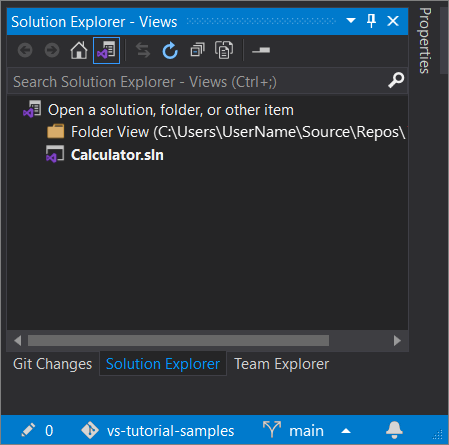 Solution Explorer - Views
Properties
Search Solution Explorer - Views (Ctrl+;)
Open a solution, folder, or other item
Folder View (C:\Users\UserName\Source\Repos\
Calculator.sln
Git Changes Solution Explorer Team Explorer
0 vs-tutorial-samples main